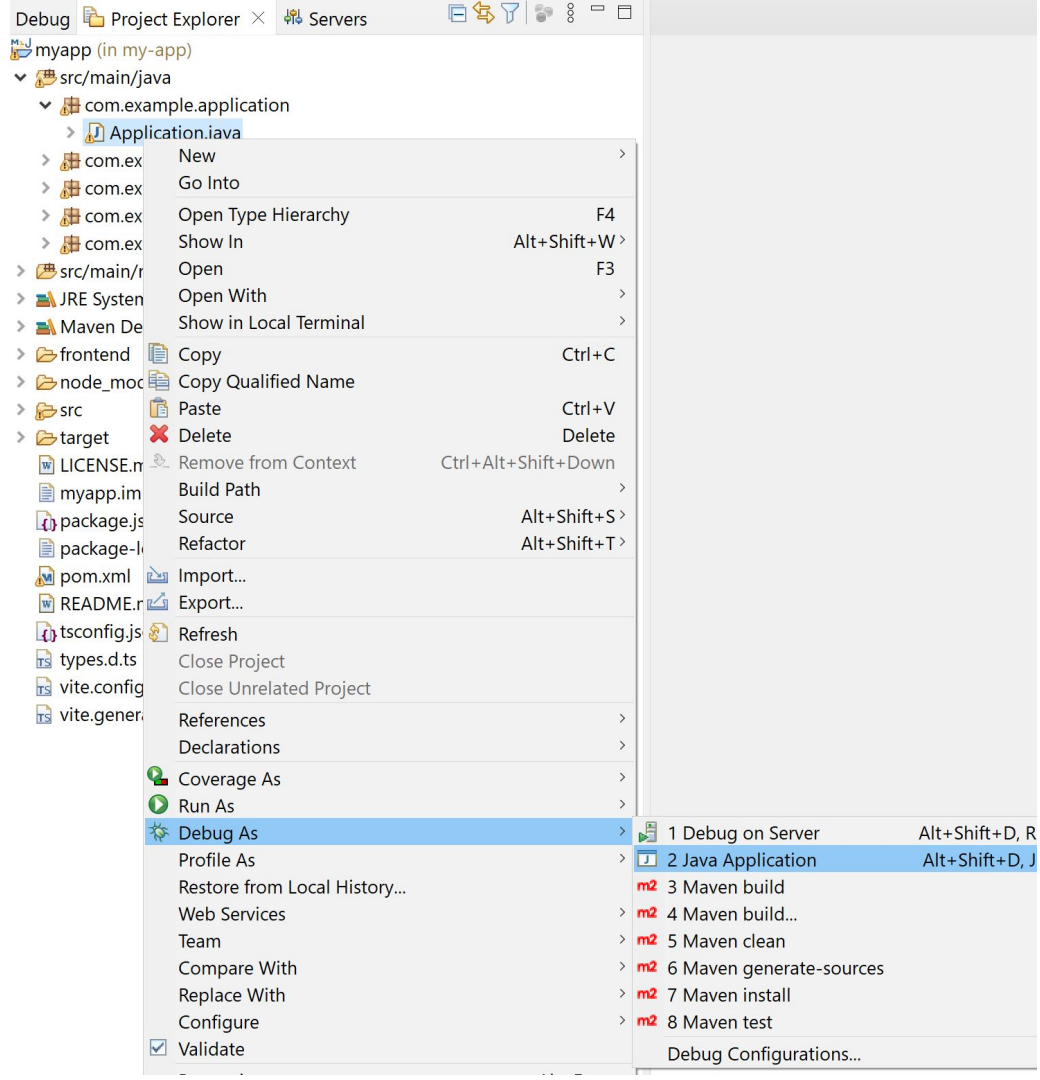 Debug Project Explorer × Servers
myapp (in my-app)
src/main/java
com.example.application
Application.java
com.ex
com.ex
com.ex
com.ex
src/main/r
JRE System
Maven De
frontend
node_mod
src
target
LICENSE.m
myapp.im
package.js
package-l
pom.xml
README.m
tsconfig.js
types.d.ts
vite.config
vite.genera
New
Go Into
Open Type Hierarchy F4
Show In Alt+Shift+W
Open F3
Open With
Show in Local Terminal
Copy Ctrl+C
Copy Qualified Name
Paste Ctrl+V
Delete Delete
Remove from Context Ctrl+Alt+Shift+Down
Build Path
Source Alt+Shift+S
Refactor Alt+Shift+T
Import...
Export...
Refresh
Close Project
Close Unrelated Project
References
Declarations
Coverage As
Run As
Debug As
Profile As
Restore from Local History...
Web Services
Team
Compare With
Replace With
Configure
Validate
1 Debug on Server Alt+Shift+D, R
2 Java Application Alt+Shift+D, J
m2 3 Maven build
m2 4 Maven build...
m2 5 Maven clean
m2 6 Maven generate-sources
m2 7 Maven install
m2 8 Maven test
Debug Configurations...